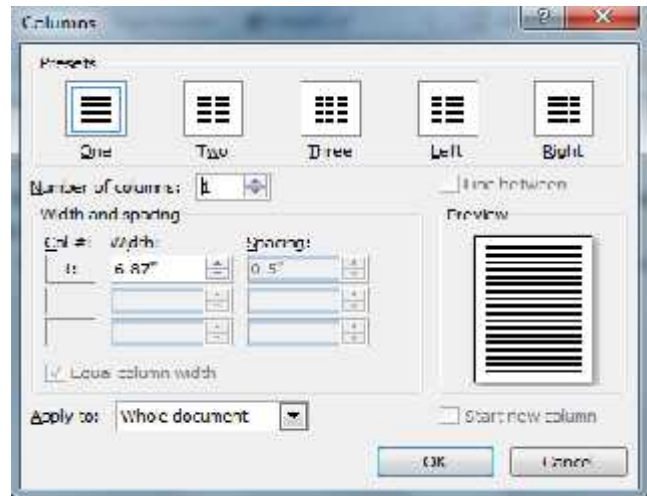 Columns
Presets
One Two Three Left Right
Number of columns: 1 Line between
Width and spacing Preview
Col #: Width: Spacing:
1: 6.87" 0.5"
Equal column width
Apply to: Whole document Start new column
OK Cancel